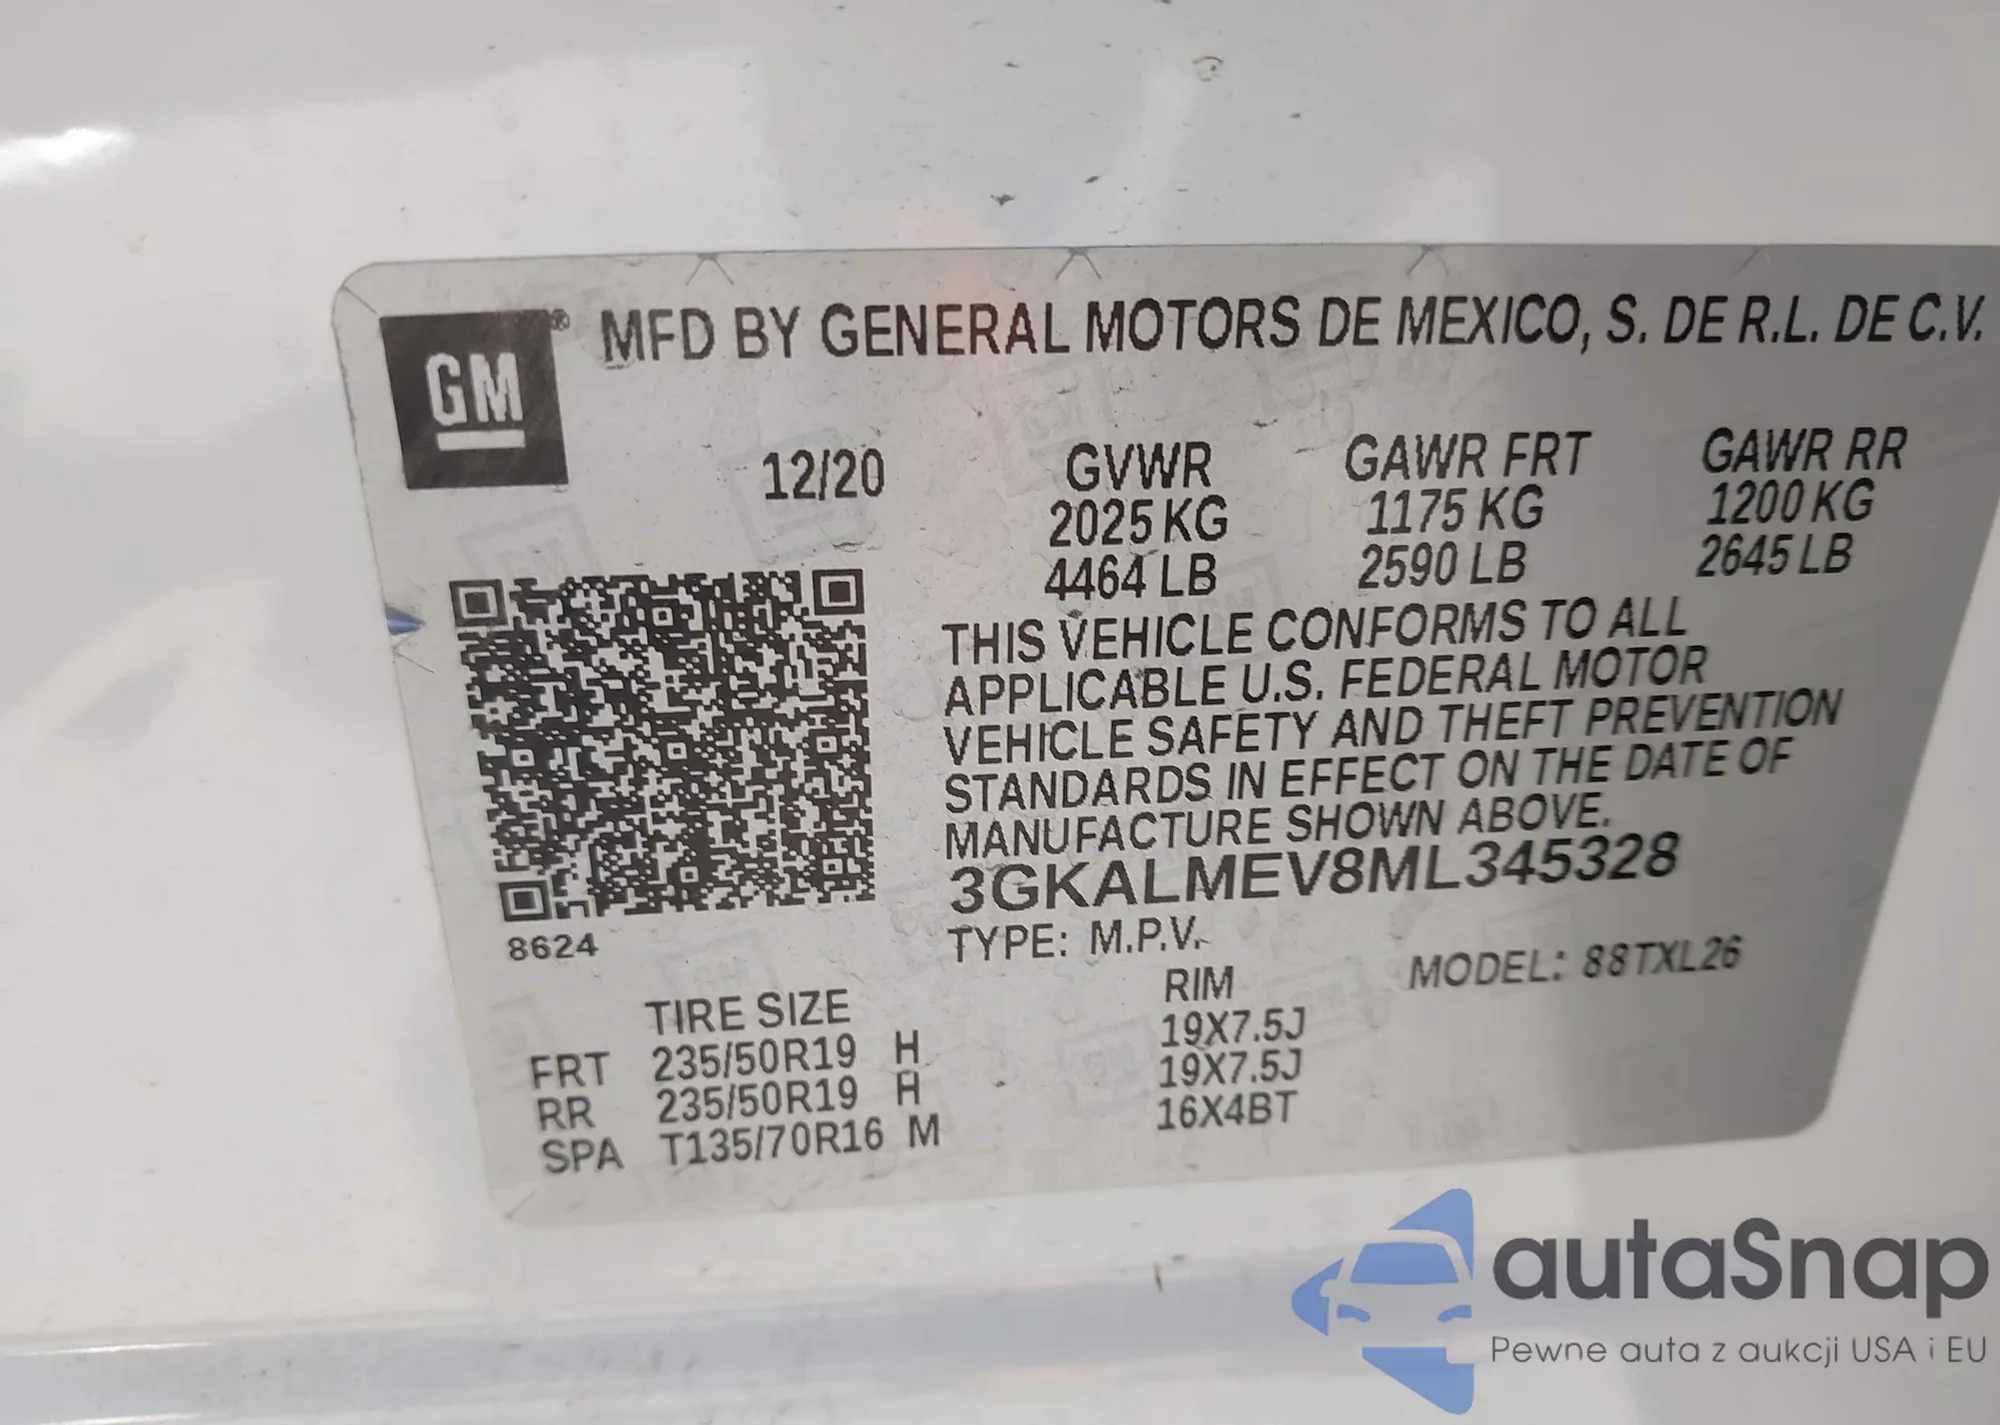 GM ® MFD BY GENERAL MOTORS DE MEXICO, S. DE R.L. DE C.V.
12/20 GVWR GAWR FRT GAWR RR
2025 KG 1175 KG 1200 KG
4464 LB 2590 LB 2645 LB
THIS VEHICLE CONFORMS TO ALL
APPLICABLE U.S. FEDERAL MOTOR
VEHICLE SAFETY AND THEFT PREVENTION
STANDARDS IN EFFECT ON THE DATE OF
MANUFACTURE SHOWN ABOVE.
3GKALMEV8ML345328
8624
TYPE: M.P.V. MODEL: 88TXL26
TIRE SIZE RIM
FRT 235/50R19 H 19X7.5J
RR 235/50R19 H 19X7.5J
SPA T135/70R16 M 16X4BT
autaSnap
Pewne auta z aukcji USA i EU